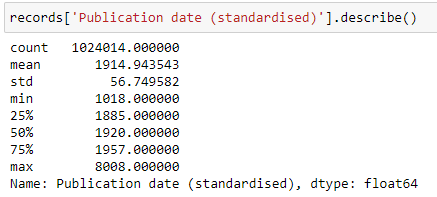 records['Publication date (standardised)'].describe()
count 1024014.000000
mean 1914.943543
std 56.749582
min 1018.000000
25% 1885.000000
50% 1920.000000
75% 1957.000000
max 8008.000000
Name: Publication date (standardised), dtype: float64